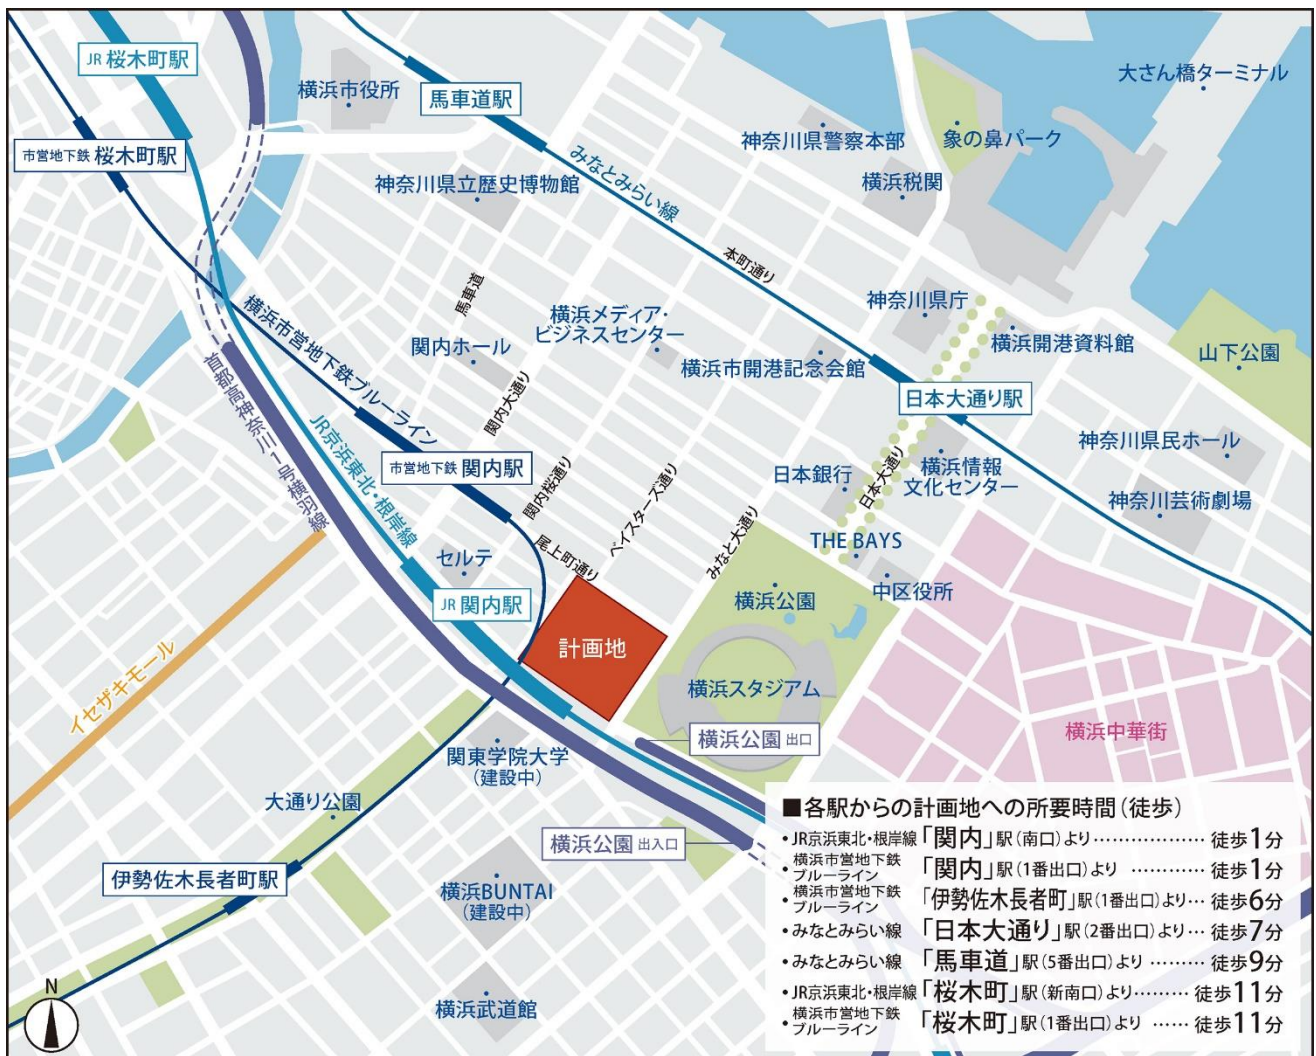 JR 桜木町駅
横浜市役所
馬車道駅
大さん橋ターミナル
神奈川県警察本部
象の鼻パーク
市営地下鉄 桜木町駅
神奈川県立歴史博物館
みなとみらい線
横浜税関
本町通り
馬車道
神奈川県庁
横浜市営地下鉄ブルーライン
横浜メディア・
ビジネスセンター
関内ホール
横浜市開港記念会館
横浜開港資料館
山下公園
首都高神奈川1号横羽線
JR京浜東北・根岸線
関内大通り
日本大通り駅
市営地下鉄 関内駅
関内桜通り
ベイスターズ通り
日本銀行
日本大通り
横浜情報
文化センター
神奈川県民ホール
神奈川芸術劇場
尾上町通り
みなと大通り
THE BAYS
セルテ
JR 関内駅
横浜公園
中区役所
計画地
イセザキモール
横浜スタジアム
横浜中華街
横浜公園 出口
関東学院大学
(建設中)
大通り公園
横浜公園 出入口
伊勢佐木長者町駅
横浜BUNTAI
(建設中)
横浜武道館
N
■各駅からの計画地への所要時間(徒歩)
・JR京浜東北・根岸線「関内」駅(南口)より………………… 徒歩1分
・横浜市営地下鉄ブルーライン「関内」駅(1番出口)より ………… 徒歩1分
・横浜市営地下鉄ブルーライン「伊勢佐木長者町」駅(1番出口)より… 徒歩6分
・みなとみらい線「日本大通り」駅(2番出口)より… 徒歩7分
・みなとみらい線「馬車道」駅(5番出口)より ……… 徒歩9分
・JR京浜東北・根岸線「桜木町」駅(新南口)より……… 徒歩11分
・横浜市営地下鉄ブルーライン「桜木町」駅(1番出口)より …… 徒歩11分